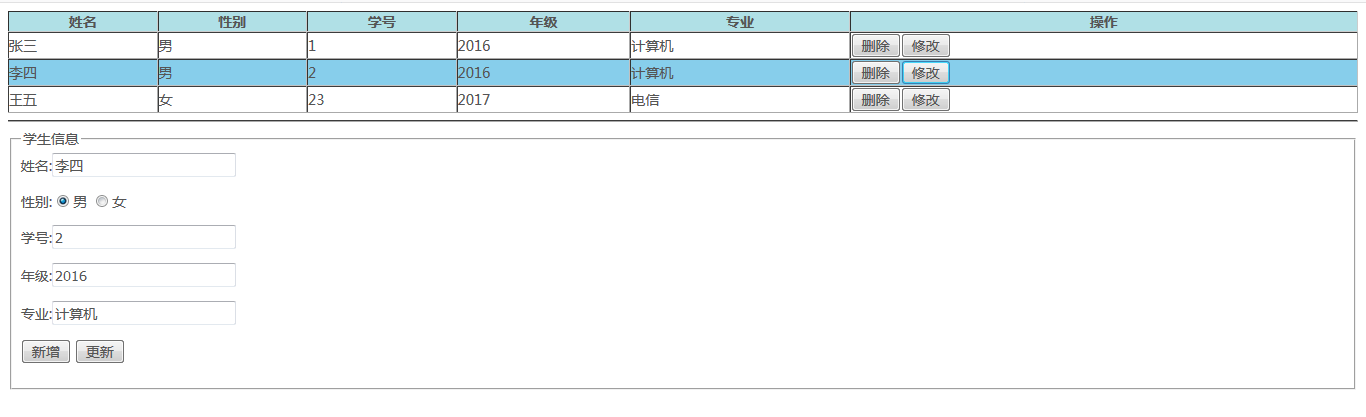 姓名 性别 学号 年级 专业 操作
张三 男 1 2016 计算机 删除 修改
李四 男 2 2016 计算机 删除 修改
王五 女 23 2017 电信 删除 修改
学生信息
姓名:李四
性别: 男 女
学号:2
年级:2016
专业:计算机
新增 更新